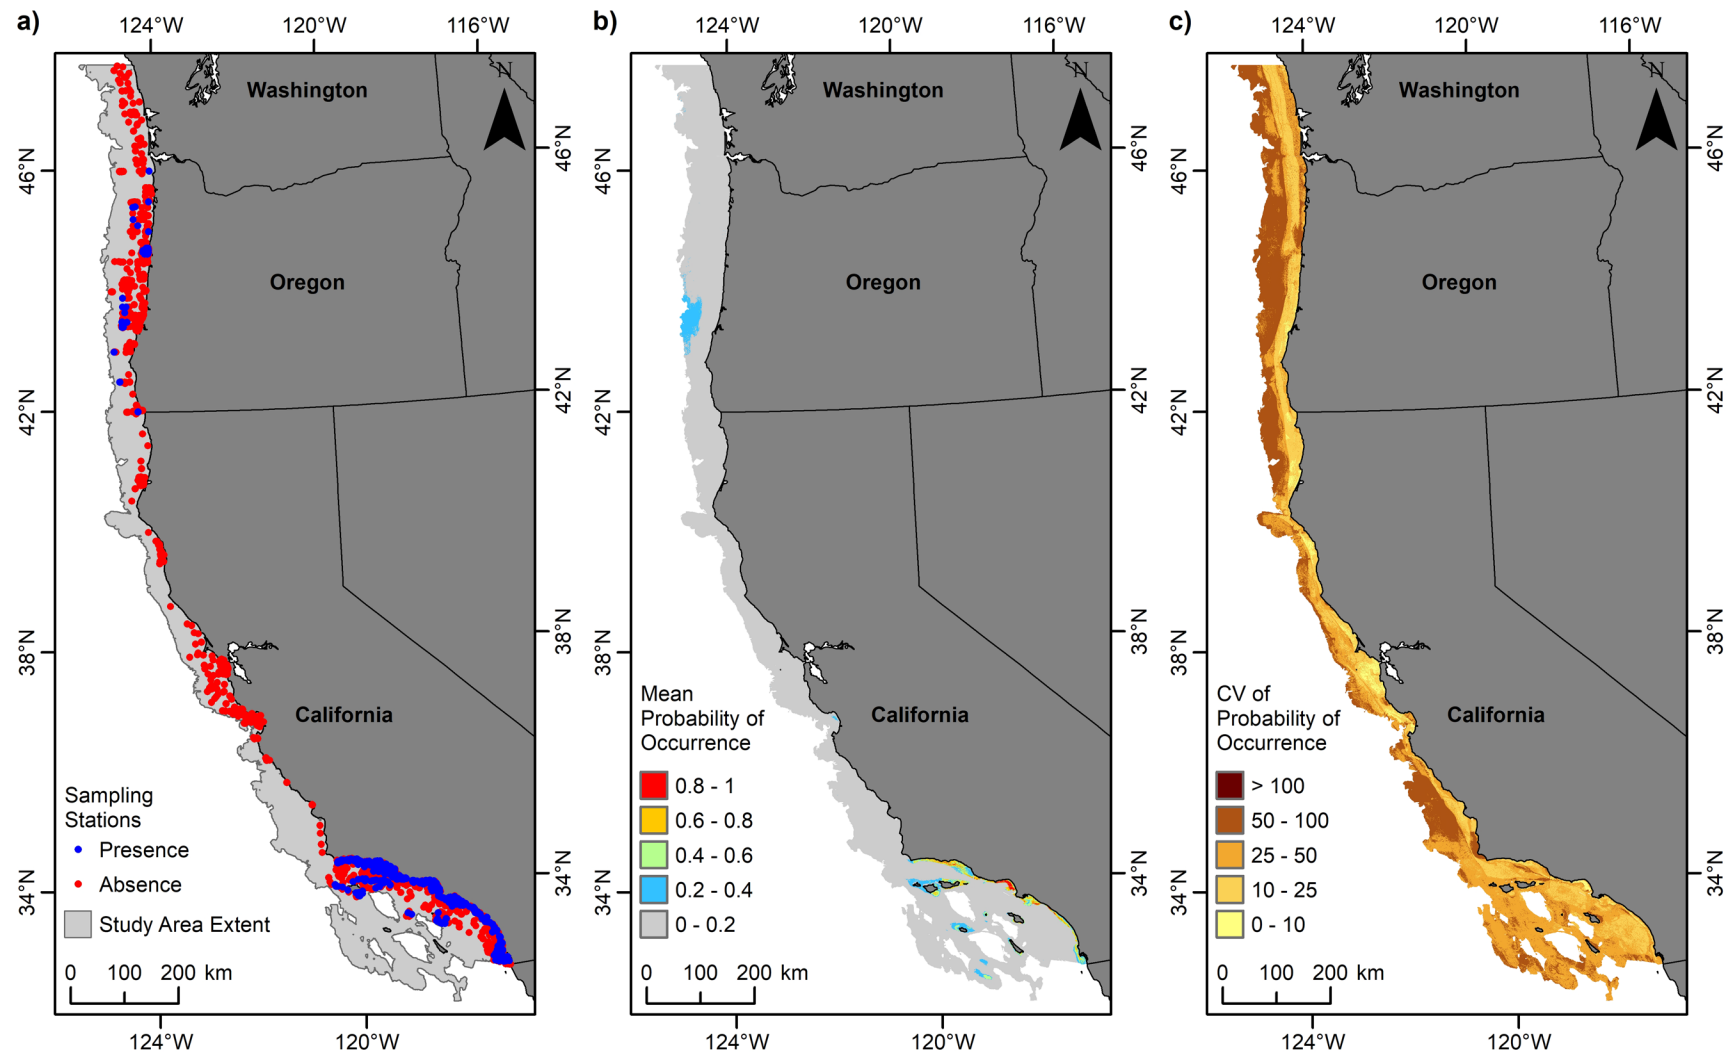 a)
124°W 120°W 116°W
N
Washington
Oregon
California
46°N
42°N
38°N
34°N
46°N
42°N
38°N
34°N
Sampling
Stations
Presence
Absence
Study Area Extent
0 100 200 km
124°W 120°W
b)
124°W 120°W 116°W
N
Washington
Oregon
California
46°N
42°N
38°N
34°N
46°N
42°N
38°N
34°N
Mean
Probability of
Occurrence
0.8 - 1
0.6 - 0.8
0.4 - 0.6
0.2 - 0.4
0 - 0.2
0 100 200 km
124°W 120°W
c)
124°W 120°W 116°W
N
Washington
Oregon
California
46°N
42°N
38°N
34°N
46°N
42°N
38°N
34°N
CV of
Probability of
Occurrence
> 100
50 - 100
25 - 50
10 - 25
0 - 10
0 100 200 km
124°W 120°W